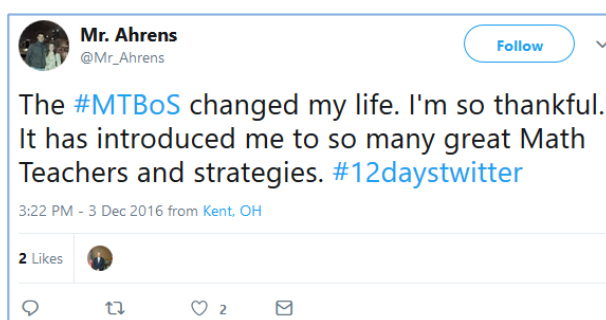 Mr. Ahrens
@Mr_Ahrens
Follow
The #MTBoS changed my life. I'm so thankful.
It has introduced me to so many great Math
Teachers and strategies. #12daystwitter
3:22 PM - 3 Dec 2016 from Kent, OH
2 Likes
2